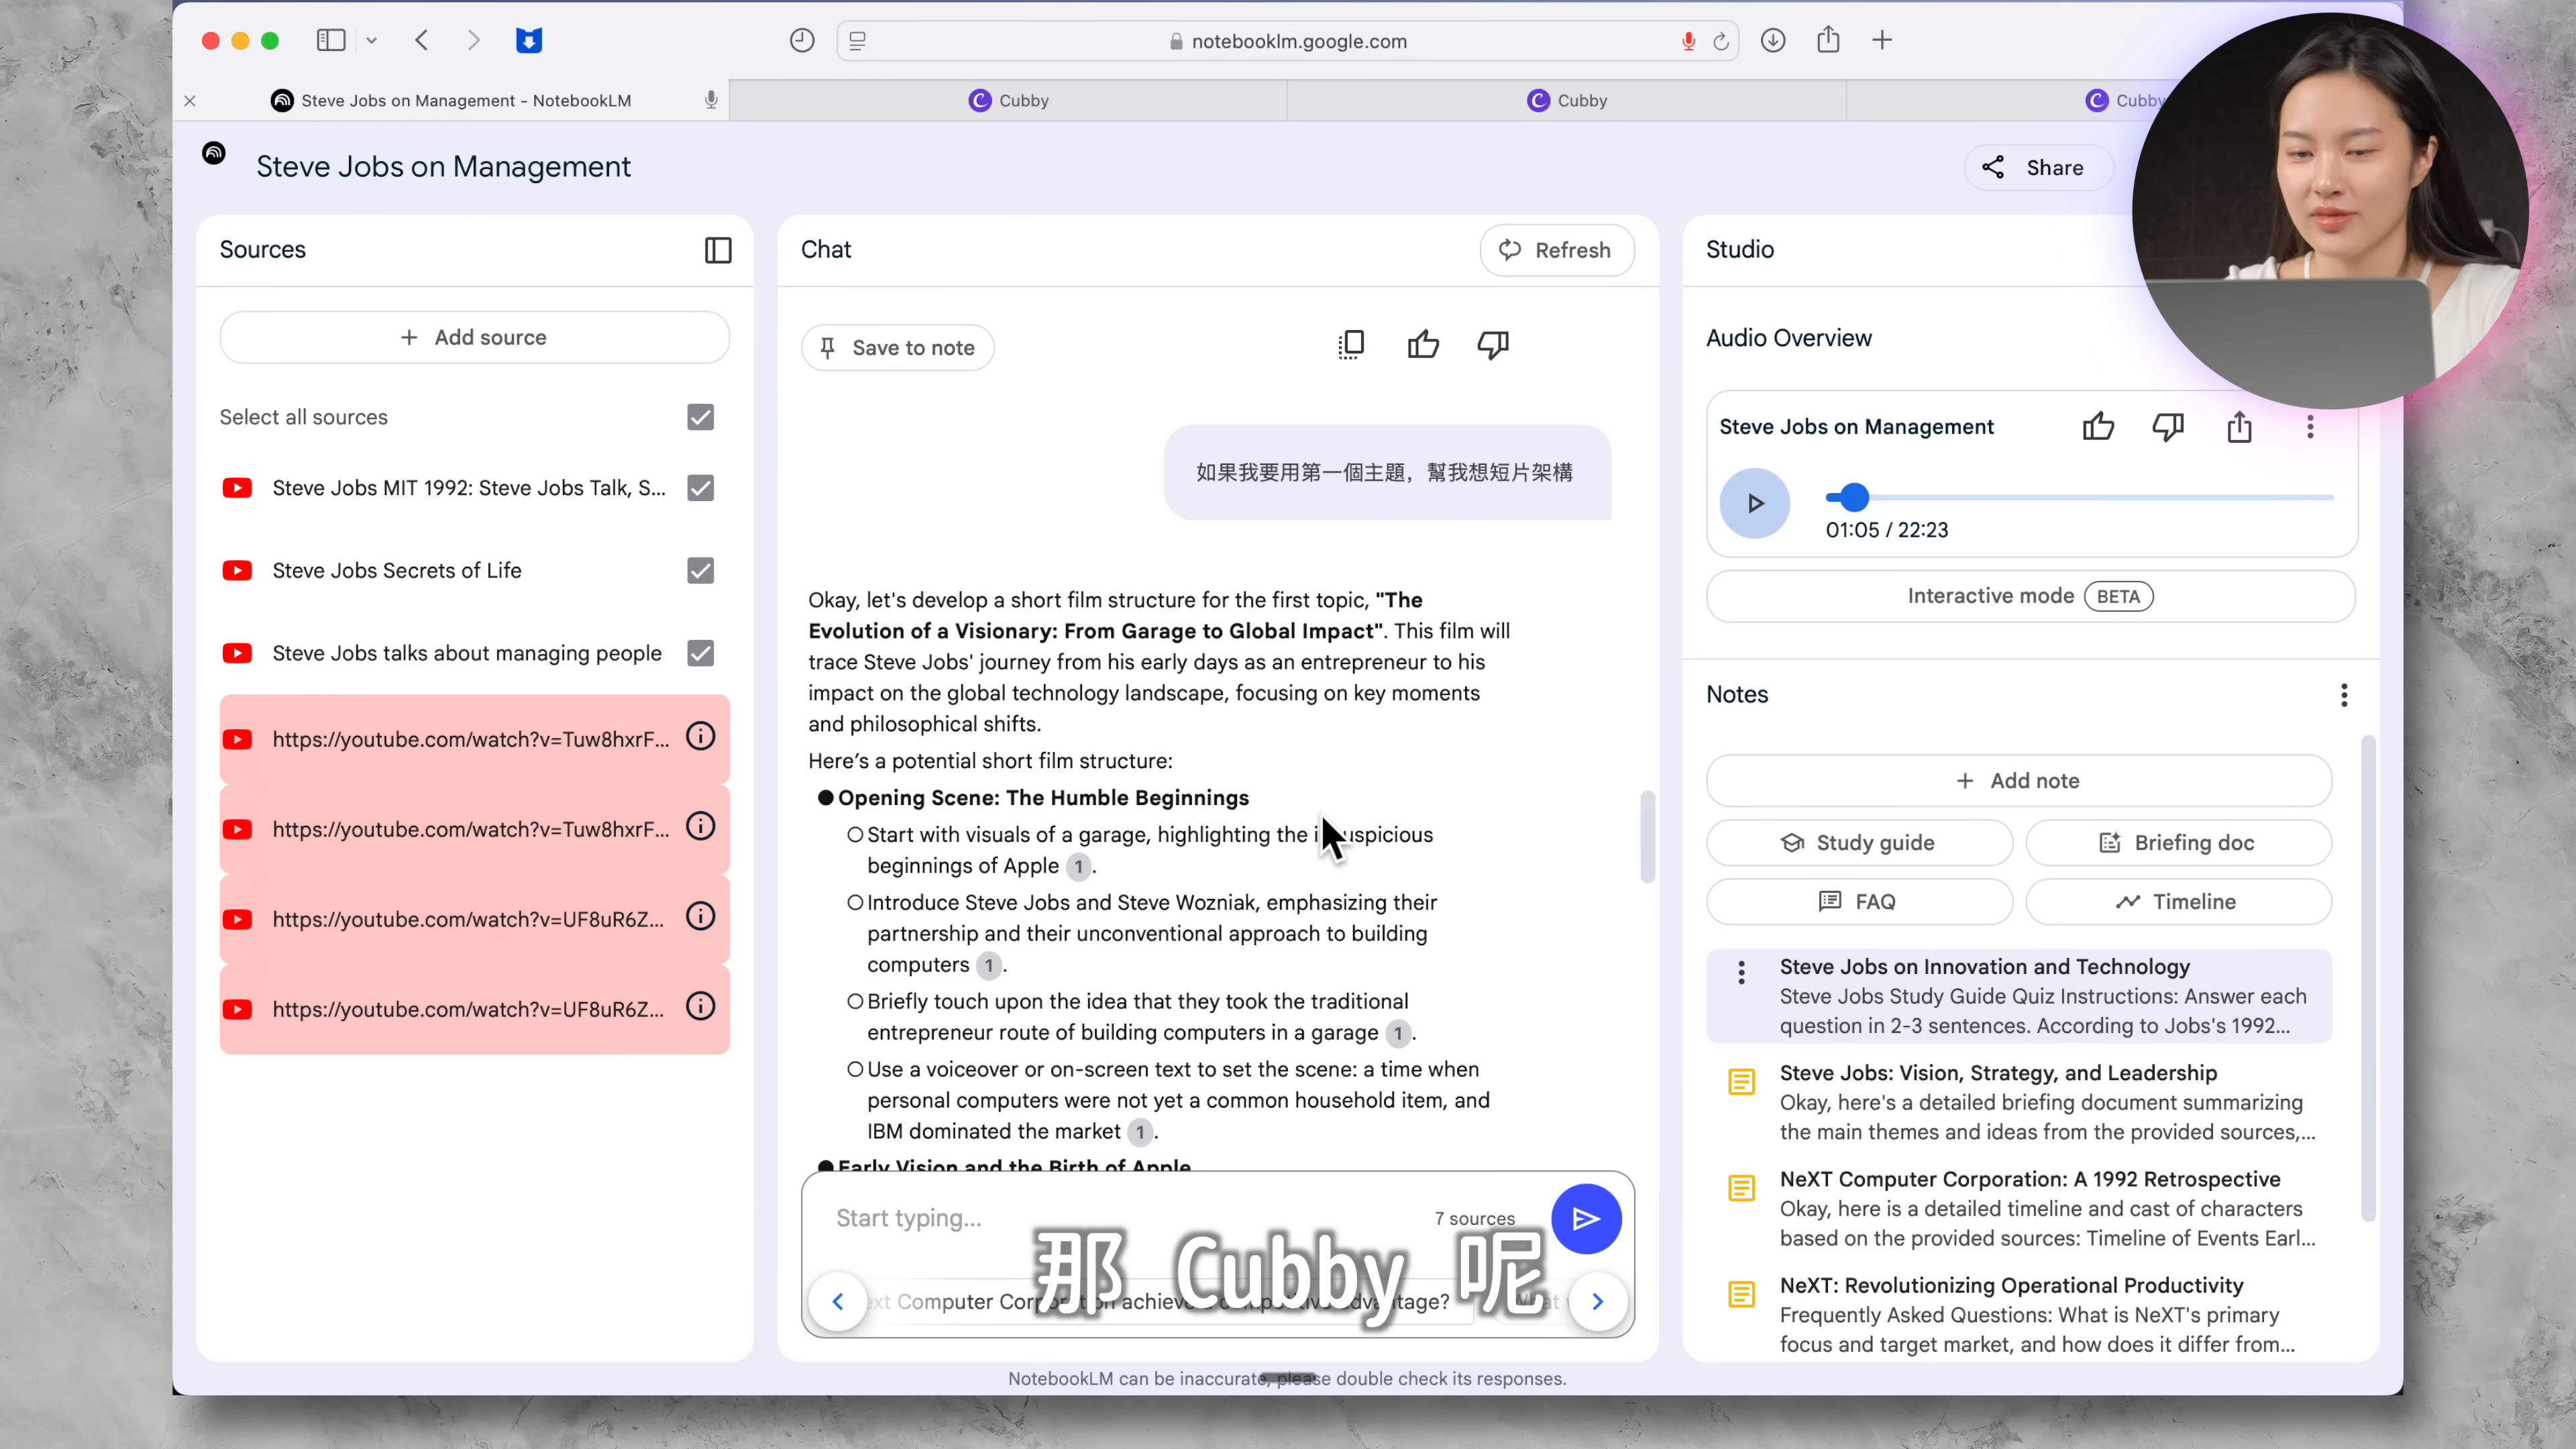 notebooklm.google.com
Steve Jobs on Management - NotebookLM
Cubby
Cubby
Cubby
Steve Jobs on Management
Share
Sources
Add source
Select all sources
Steve Jobs MIT 1992: Steve Jobs Talk, S...
Steve Jobs Secrets of Life
Steve Jobs talks about managing people
https://youtube.com/watch?v=Tuw8hxrF...
https://youtube.com/watch?v=Tuw8hxrF...
https://youtube.com/watch?v=UF8uR6Z...
https://youtube.com/watch?v=UF8uR6Z...
Chat
Refresh
Save to note
如果我要用第一個主題，幫我想短片架構
Okay, let's develop a short film structure for the first topic, "The
Evolution of a Visionary: From Garage to Global Impact". This film will
trace Steve Jobs' journey from his early days as an entrepreneur to his
impact on the global technology landscape, focusing on key moments
and philosophical shifts.
Here's a potential short film structure:
Opening Scene: The Humble Beginnings
Start with visuals of a garage, highlighting the
beginnings of Apple 1.
Introduce Steve Jobs and Steve Wozniak, emphasizing their
partnership and their unconventional approach to building
computers 1.
Briefly touch upon the idea that they took the traditional
entrepreneur route of building computers in a garage 1.
Use a voiceover or on-screen text to set the scene: a time when
personal computers were not yet a common household item, and
IBM dominated the market 1.
Early Vision and the Birth of Apple
Start typing...
7 sources
那 Cubby 呢
NotebookLM can be inaccurate, please double check its responses.
Studio
Audio Overview
Steve Jobs on Management
01:05 / 22:23
Interactive mode BETA
Notes
Add note
Study guide
Briefing doc
FAQ
Timeline
Steve Jobs on Innovation and Technology
Steve Jobs Study Guide Quiz Instructions: Answer each
question in 2-3 sentences. According to Jobs's 1992...
Steve Jobs: Vision, Strategy, and Leadership
Okay, here's a detailed briefing document summarizing
the main themes and ideas from the provided sources,...
NeXT Computer Corporation: A 1992 Retrospective
Okay, here is a detailed timeline and cast of characters
based on the provided sources: Timeline of Events Earl...
NeXT: Revolutionizing Operational Productivity
Frequently Asked Questions: What is NeXT's primary
focus and target market, and how does it differ from...